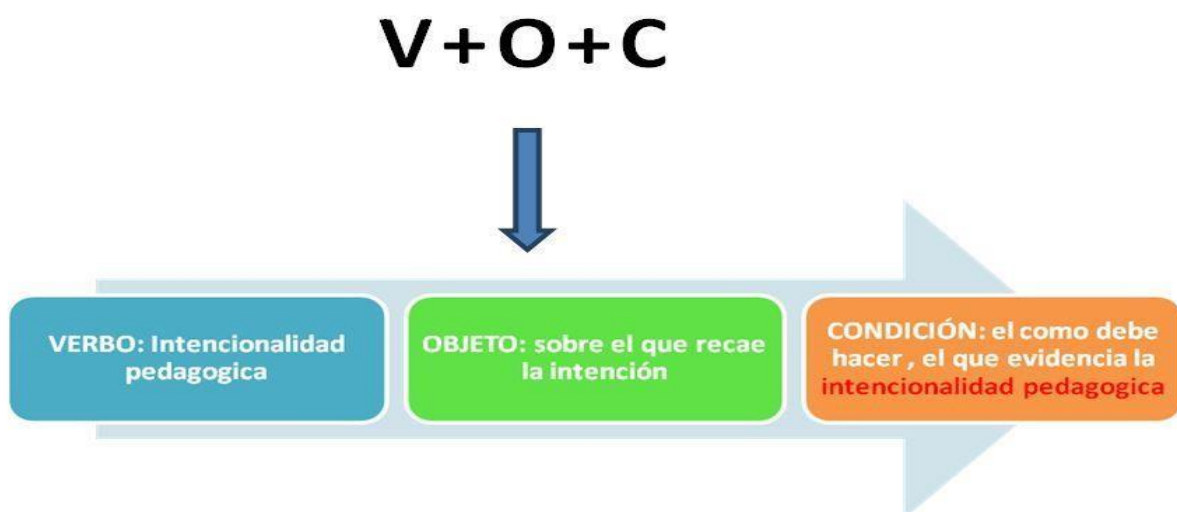 V+O+C
VERBO: Intencionalidad
pedagogica
OBJETO: sobre el que recae
la intención
CONDICIÓN: el como debe
hacer , el que evidencia la
intencionalidad pedagogica